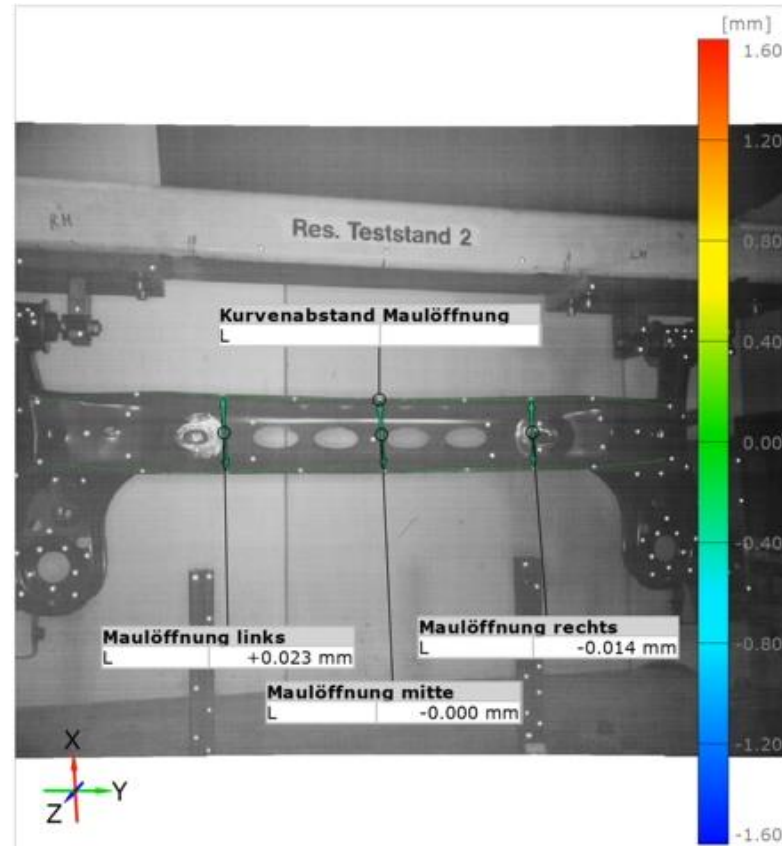 [mm]
1.60
1.20
0.80
0.40
0.00
-0.40
-0.80
-1.20
-1.60
RH
Res. Teststand 2
LH
Kurvenabstand Maulöffnung
L
Maulöffnung links
L +0.023 mm
Maulöffnung rechts
L -0.014 mm
Maulöffnung mitte
L -0.000 mm
X
Y
Z